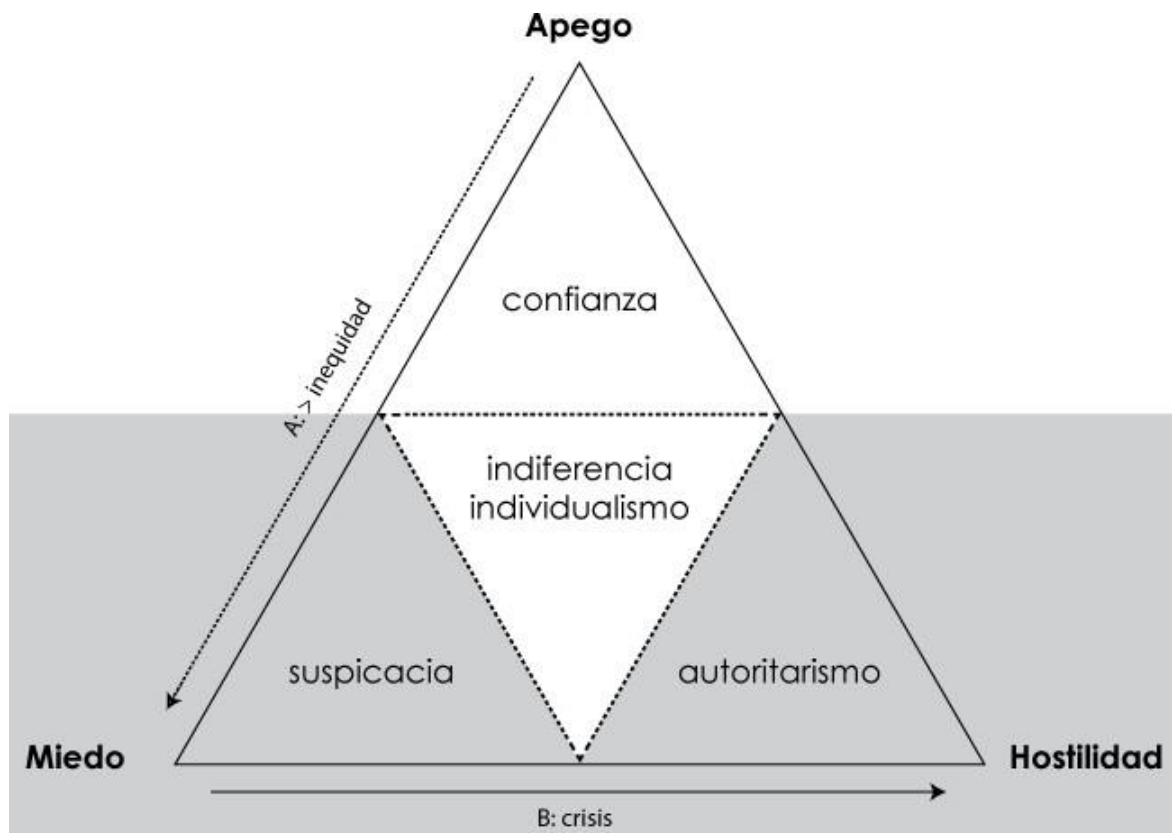 Apego
confianza
A: > inequidad
indiferencia
individualismo
suspicacia
autoritarismo
Miedo
Hostilidad
B: crisis